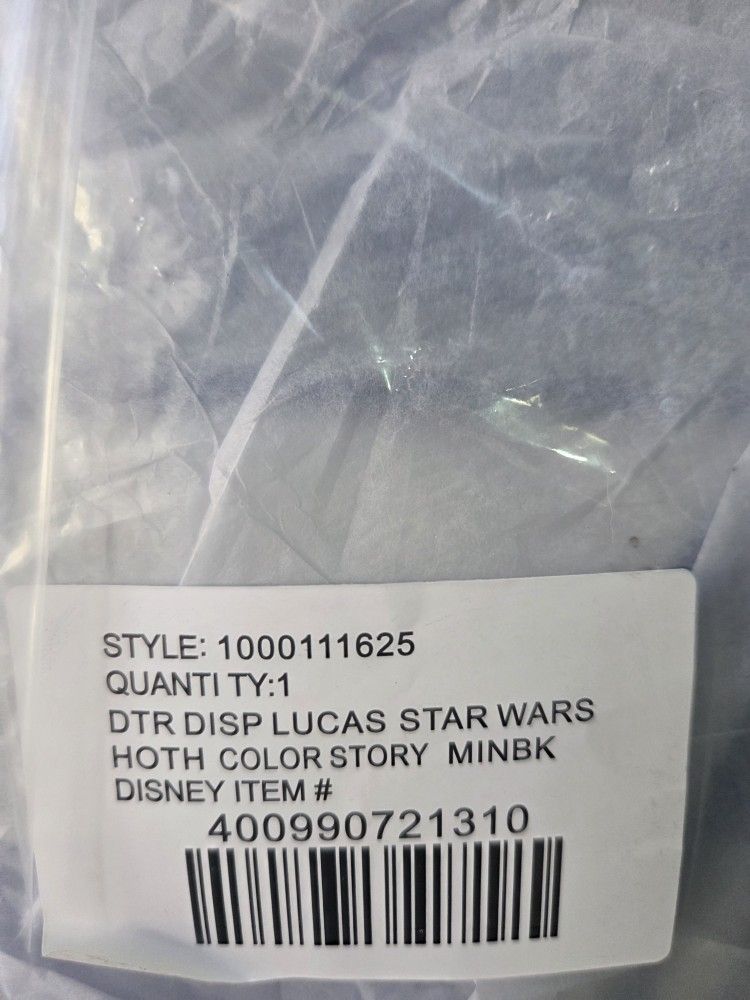 STYLE: 1000111625
QUANTI TY:1
DTR DISP LUCAS STAR WARS
HOTH COLOR STORY MINBK
DISNEY ITEM #
400990721310